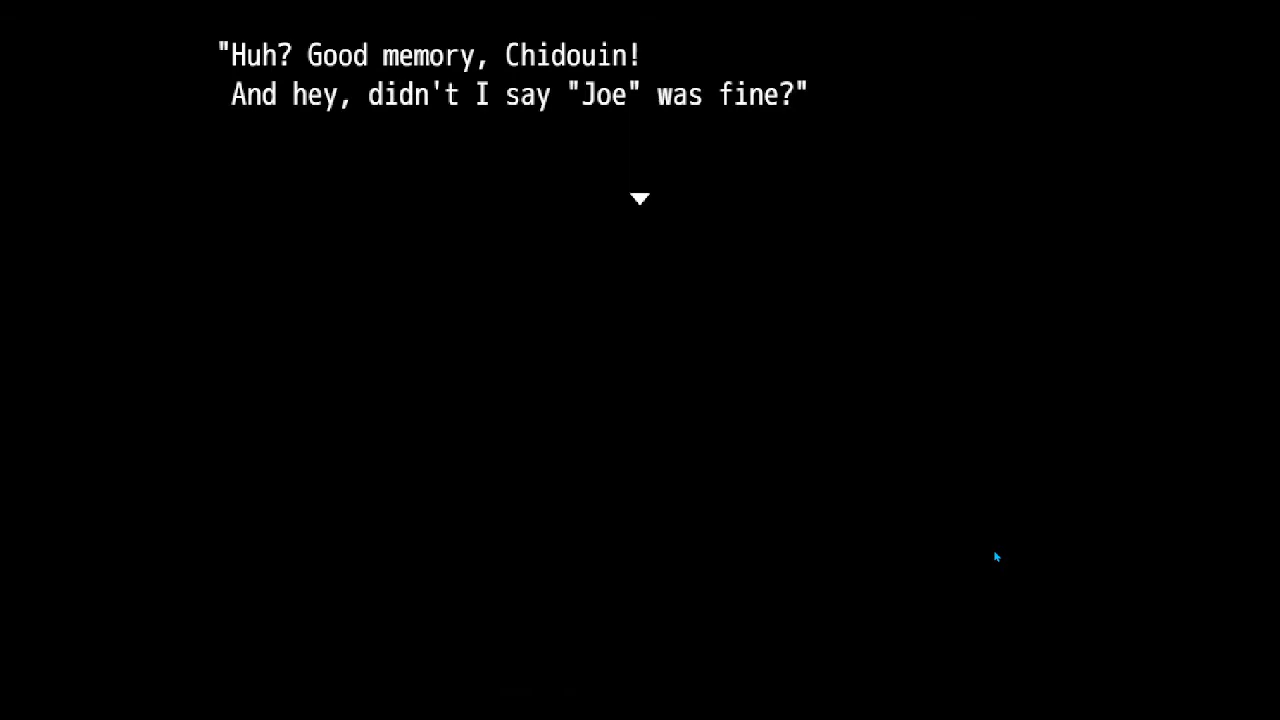 "Huh? Good memory, Chidouin!
And hey, didn't I say "Joe" was fine?"